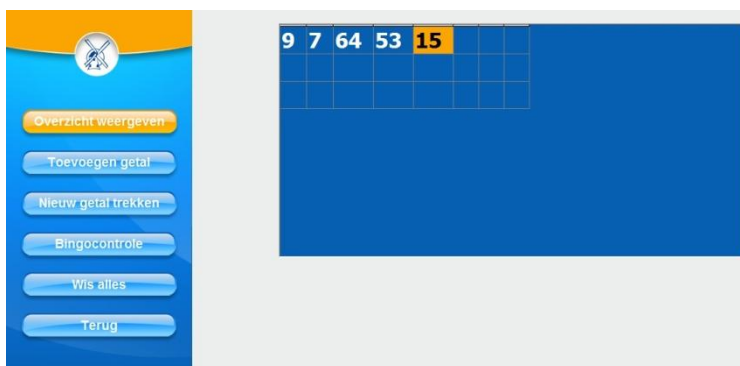 9 7 64 53 15
Overzicht weergeven
Toevoegen getal
Nieuw getal trekken
Bingocontrole
Wis alles
Terug